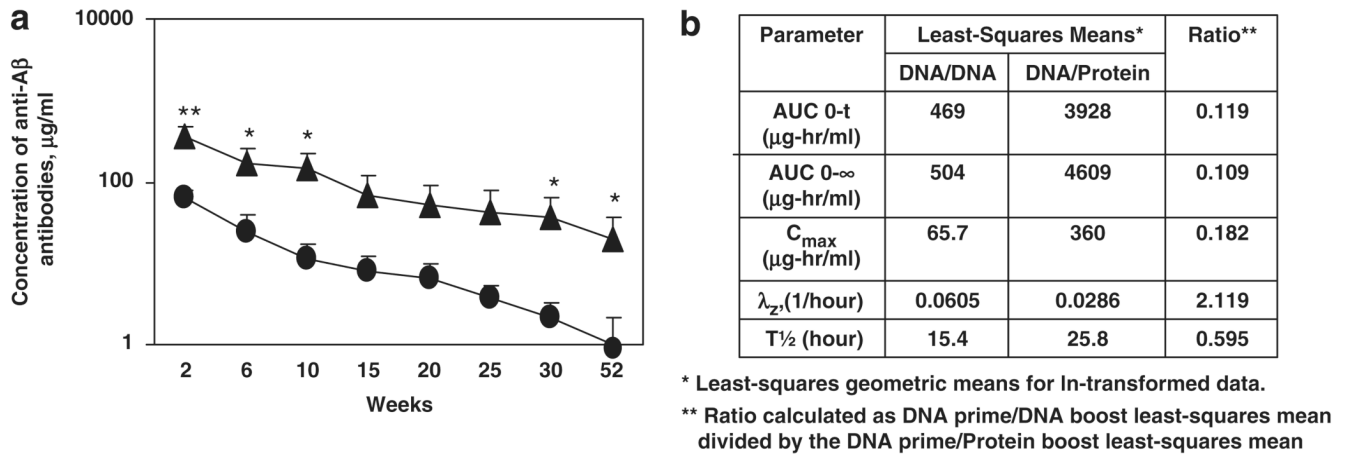 a
10000
100
1
Concentration of anti-Aβ
antibodies, μg/ml
**
*
*
*
*
2 6 10 15 20 25 30 52
Weeks
b
Parameter Least-Squares Means* Ratio**
DNA/DNA DNA/Protein
AUC 0-t 469 3928 0.119
(μg-hr/ml)
AUC 0-∞ 504 4609 0.109
(μg-hr/ml)
Cmax 65.7 360 0.182
(μg-hr/ml)
λz,(1/hour) 0.0605 0.0286 2.119
T½ (hour) 15.4 25.8 0.595
* Least-squares geometric means for ln-transformed data.
** Ratio calculated as DNA prime/DNA boost least-squares mean
divided by the DNA prime/Protein boost least-squares mean